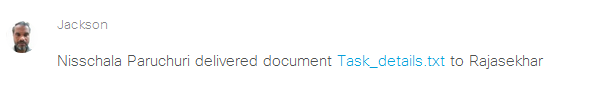 Jackson
Nisschala Paruchuri delivered document Task_details.txt to Rajasekhar